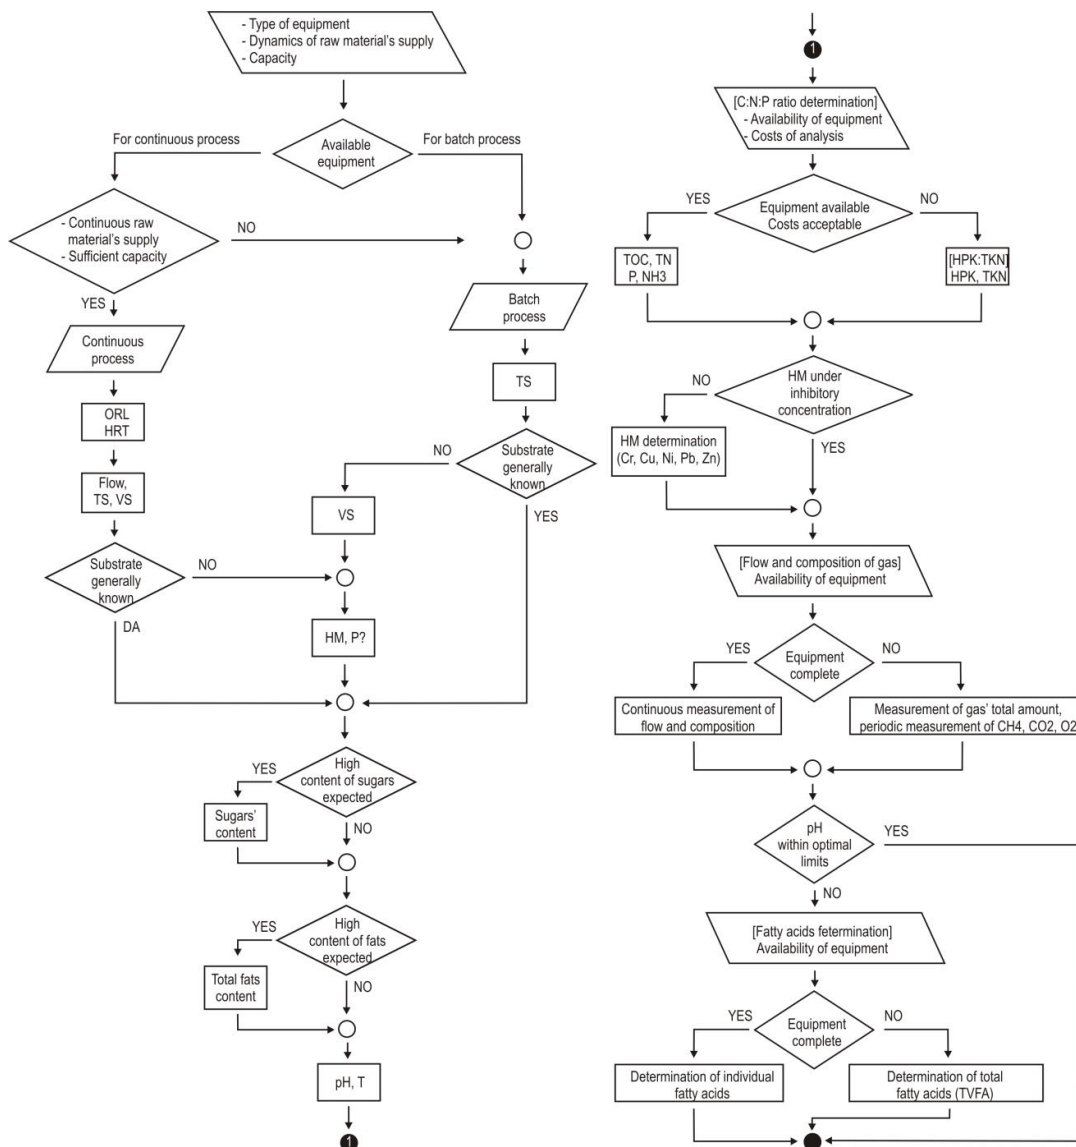 - Type of equipment
- Dynamics of raw material's supply
- Capacity
For continuous process
Available
equipment
For batch process
- Continuous raw
material's supply
- Sufficient capacity
NO
YES
Continuous
process
Batch
process
ORL
HRT
TS
Flow,
TS, VS
NO
Substrate
generally
known
YES
VS
Substrate
generally
known
NO
DA
HM, P?
High
content of sugars
expected
YES
NO
Sugars'
content
High
content of fats
expected
YES
NO
Total fats
content
pH, T
1
1
[C:N:P ratio determination]
- Availability of equipment
- Costs of analysis
YES
Equipment available
Costs acceptable
NO
TOC, TN
P, NH3
[HPK:TKN]
HPK, TKN
NO
HM under
inhibitory
concentration
YES
HM determination
(Cr, Cu, Ni, Pb, Zn)
[Flow and composition of gas]
Availability of equipment
YES
Equipment
complete
NO
Continuous measurement of
flow and composition
Measurement of gas' total amount,
periodic measurement of CH4, CO2, O2
pH
within optimal
limits
YES
NO
[Fatty acids fetermination]
Availability of equipment
YES
Equipment
complete
NO
Determination of individual
fatty acids
Determination of total
fatty acids (TVFA)